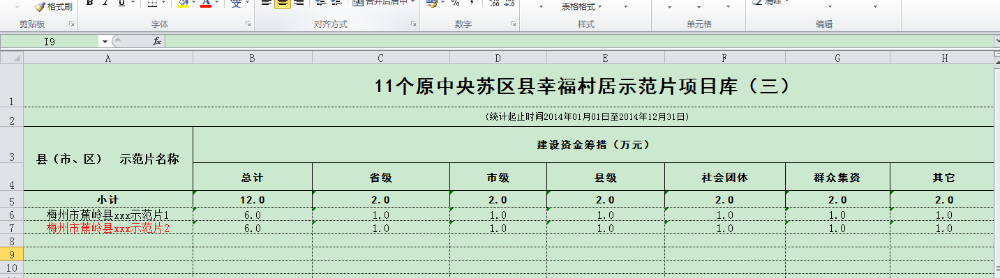 格式刷 B I U A 变 合并后居中 % , .00 .00 表格格式 清除
剪贴板 字体 对齐方式 数字 样式 单元格 编辑
I9 fx
A B C D E F G H
1 11个原中央苏区县幸福村居示范片项目库（三）
2 (统计起止时间2014年01月01日至2014年12月31日)
3 县（市、区） 示范片名称 建设资金筹措（万元）
4 总计 省级 市级 县级 社会团体 群众集资 其它
5 小计 12.0 2.0 2.0 2.0 2.0 2.0 2.0
6 梅州市蕉岭县xxx示范片1 6.0 1.0 1.0 1.0 1.0 1.0 1.0
7 梅州市蕉岭县xxx示范片2 6.0 1.0 1.0 1.0 1.0 1.0 1.0
8
9
10